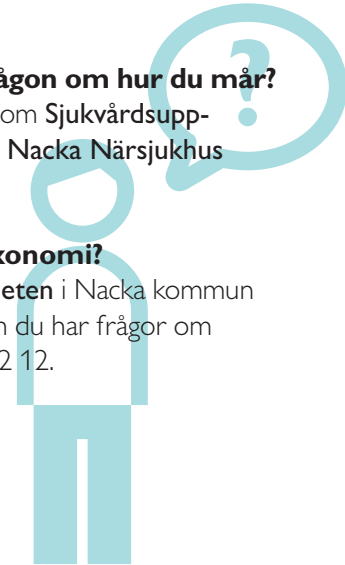 ågon om hur du mår?
om Sjukvårdsupp-
Nacka Närsjukhus
konomi?
eten i Nacka kommun
n du har frågor om
2 12.
?